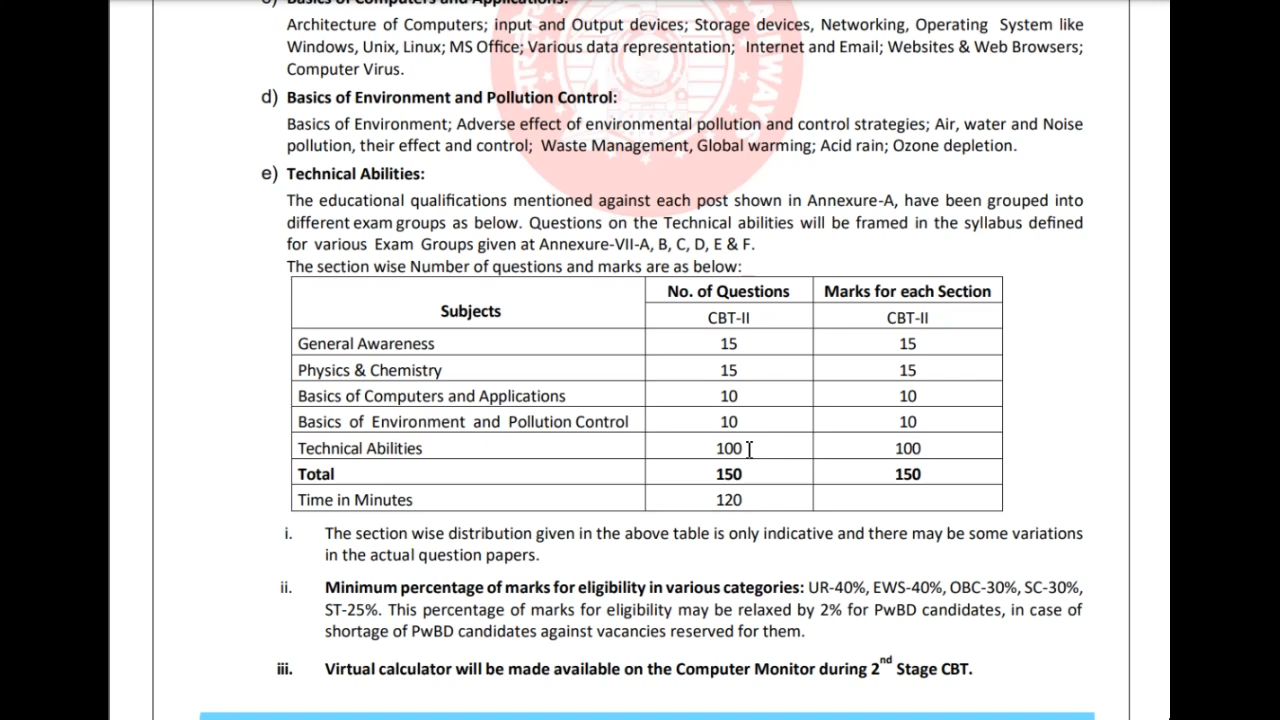 Basics of Computers and Applications:
Architecture of Computers; input and Output devices; Storage devices, Networking, Operating System like
Windows, Unix, Linux; MS Office; Various data representation; Internet and Email; Websites & Web Browsers;
Computer Virus.
d) Basics of Environment and Pollution Control:
Basics of Environment; Adverse effect of environmental pollution and control strategies; Air, water and Noise
pollution, their effect and control; Waste Management, Global warming; Acid rain; Ozone depletion.
e) Technical Abilities:
The educational qualifications mentioned against each post shown in Annexure-A, have been grouped into
different exam groups as below. Questions on the Technical abilities will be framed in the syllabus defined
for various Exam Groups given at Annexure-VII-A, B, C, D, E & F.
The section wise Number of questions and marks are as below:
Subjects No. of Questions Marks for each Section
CBT-II CBT-II
General Awareness 15 15
Physics & Chemistry 15 15
Basics of Computers and Applications 10 10
Basics of Environment and Pollution Control 10 10
Technical Abilities 100 100
Total 150 150
Time in Minutes 120
i. The section wise distribution given in the above table is only indicative and there may be some variations
in the actual question papers.
ii. Minimum percentage of marks for eligibility in various categories: UR-40%, EWS-40%, OBC-30%, SC-30%,
ST-25%. This percentage of marks for eligibility may be relaxed by 2% for PwBD candidates, in case of
shortage of PwBD candidates against vacancies reserved for them.
iii. Virtual calculator will be made available on the Computer Monitor during 2nd Stage CBT.